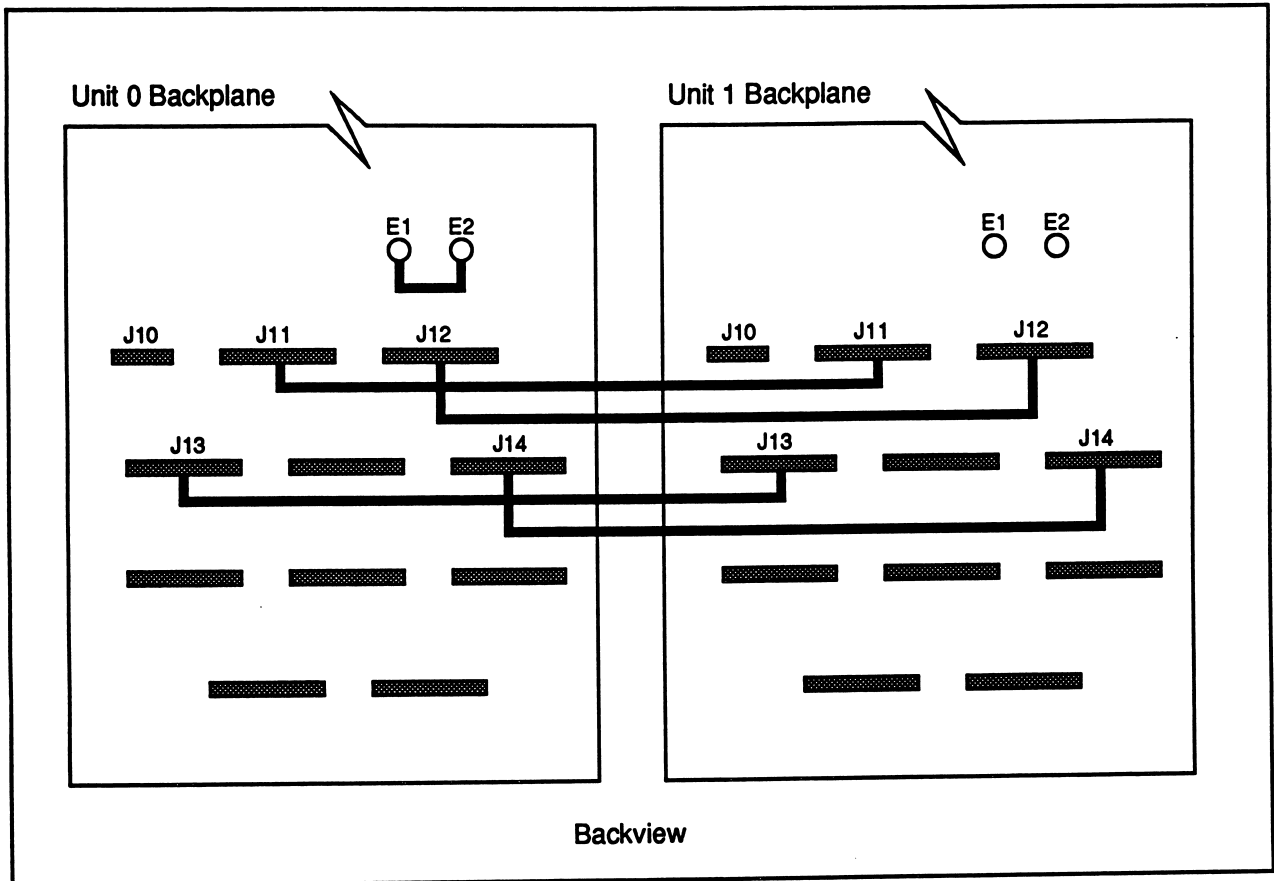 Unit 0 Backplane
Unit 1 Backplane
E1 E2
E1 E2
J10 J11 J12
J10 J11 J12
J13 J14
J13 J14
Backview